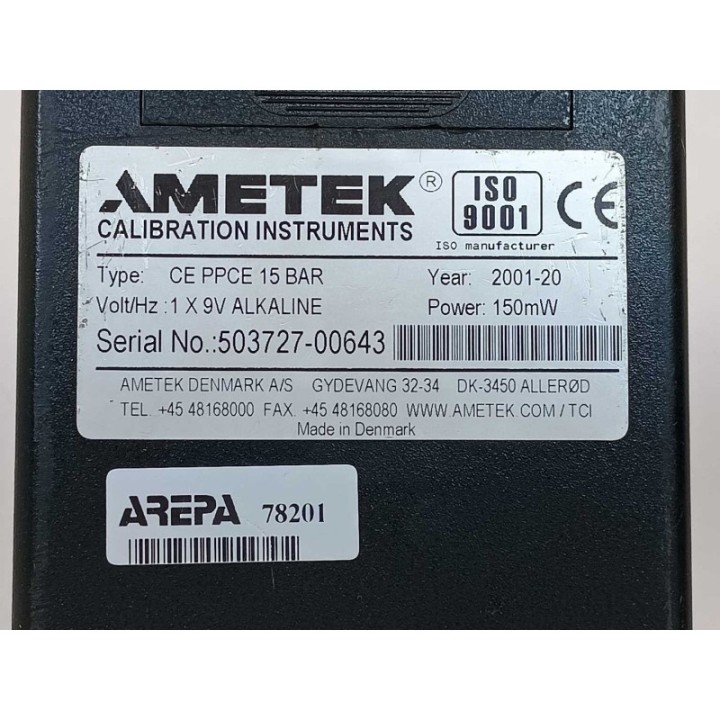 AMETEK®
CALIBRATION INSTRUMENTS
ISO
9001
ISO manufacturer
CE
Type: CE PPCE 15 BAR Year: 2001-20
Volt/Hz :1 X 9V ALKALINE Power: 150mW
Serial No.:503727-00643
AMETEK DENMARK A/S GYDEVANG 32-34 DK-3450 ALLERØD
TEL. +45 48168000 FAX. +45 48168080 WWW.AMETEK.COM/TCI
Made in Denmark
AREPA 78201